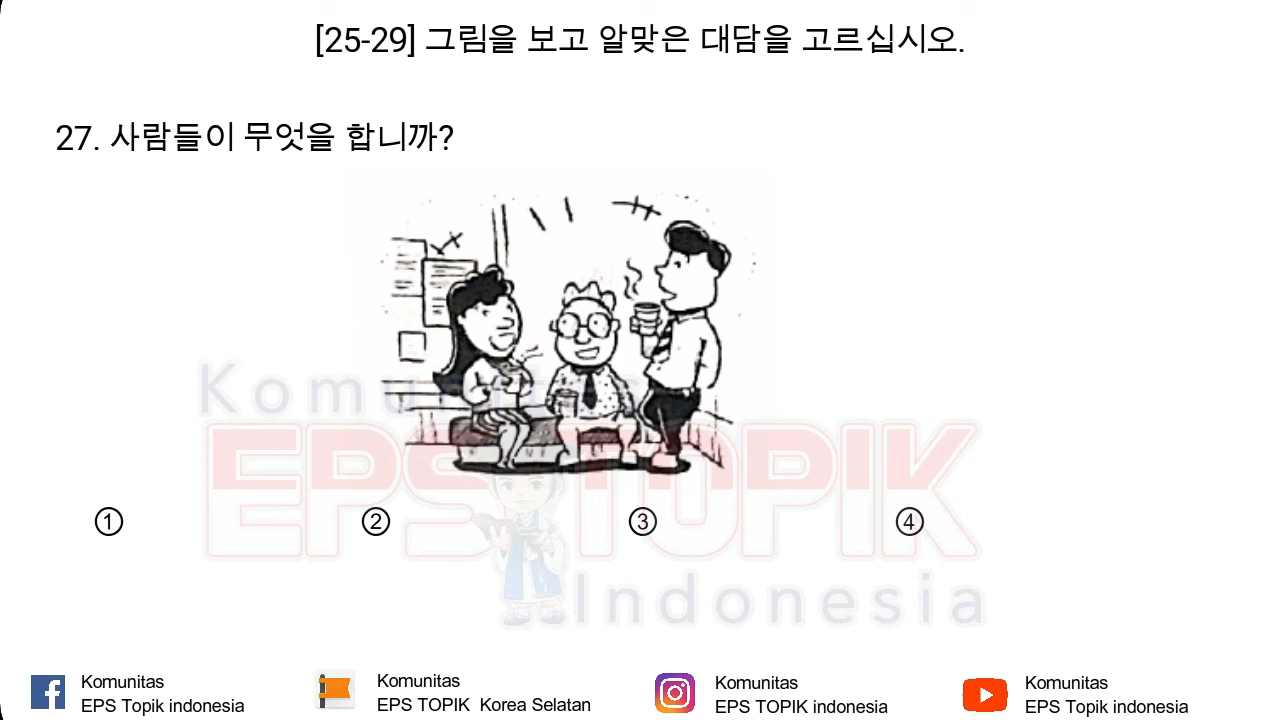 [25-29] 그림을 보고 알맞은 대담을 고르십시오.
27. 사람들이 무엇을 합니까?
Komunitas
EPS TOPIK
Indonesia
① ② ③ ④
Komunitas
EPS Topik indonesia
Komunitas
EPS TOPIK Korea Selatan
Komunitas
EPS TOPIK indonesia
Komunitas
EPS Topik indonesia